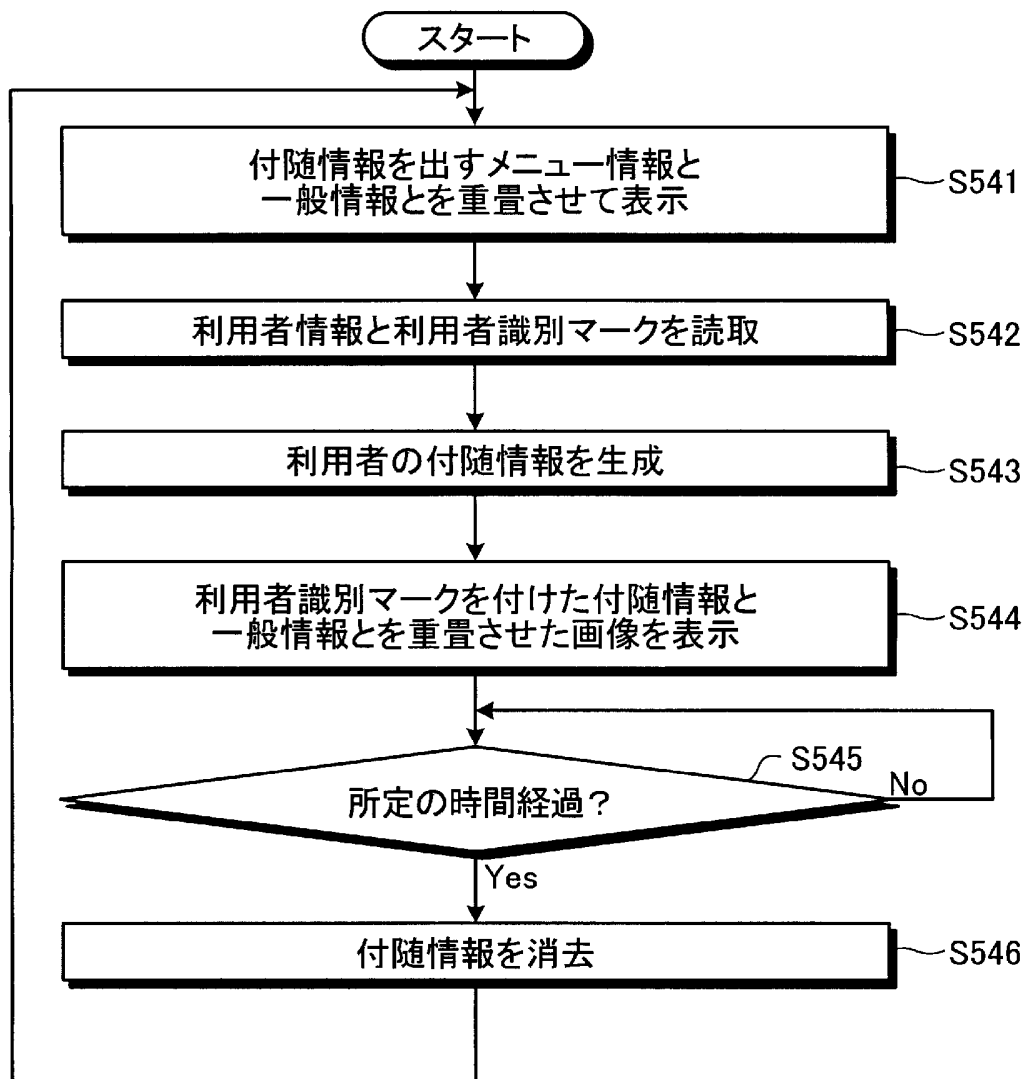 スタート
付随情報を出すメニュー情報と
一般情報とを重畳させて表示
S541
利用者情報と利用者識別マークを読取
S542
利用者の付随情報を生成
S543
利用者識別マークを付けた付随情報と
一般情報とを重畳させた画像を表示
S544
S545
所定の時間経過？
No
Yes
付随情報を消去
S546